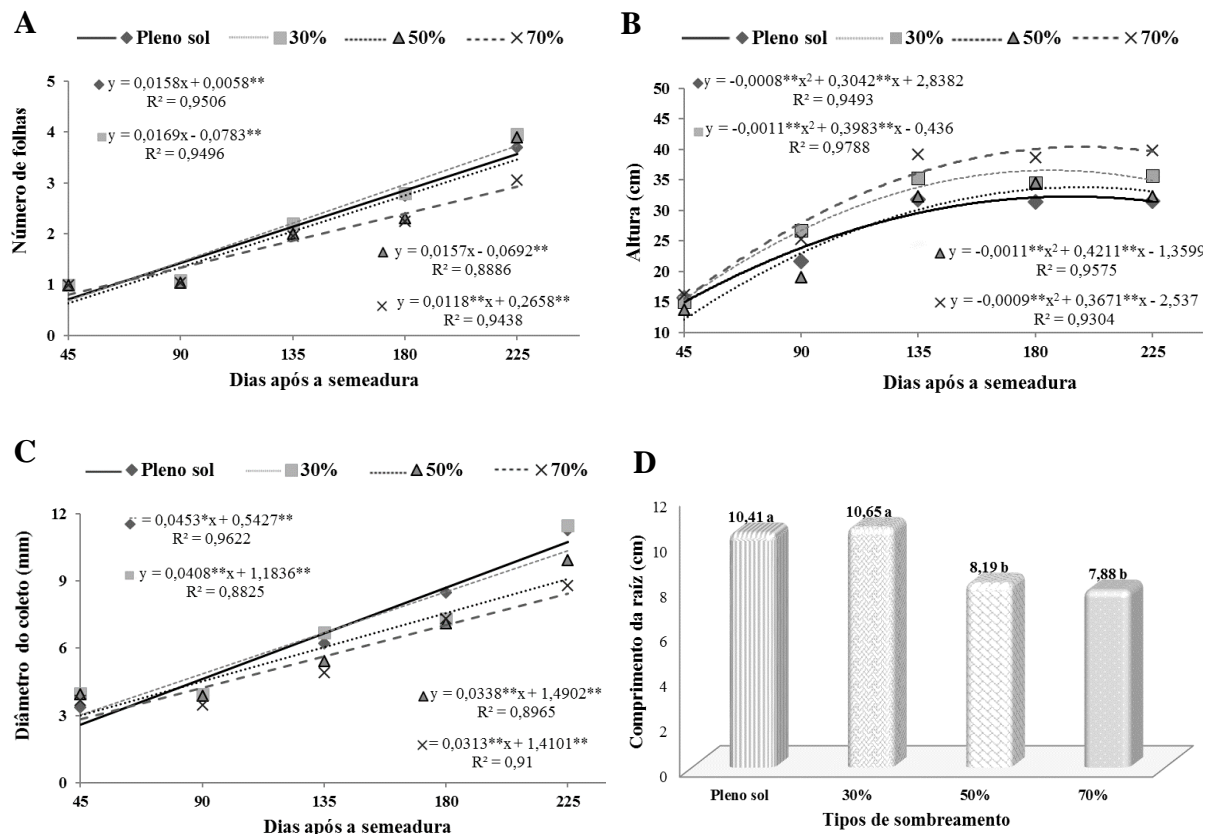 A
Pleno sol 30% 50% 70%
y = 0,0158x + 0,0058**
R² = 0,9506
y = 0,0169x - 0,0783**
R² = 0,9496
y = 0,0157x - 0,0692**
R² = 0,8886
y = 0,0118**x + 0,2658**
R² = 0,9438
Número de folhas
5
4
3
2
1
0
45 90 135 180 225
Dias após a semeadura
B
Pleno sol 30% 50% 70%
y = -0,0008**x² + 0,3042**x + 2,8382
R² = 0,9493
y = -0,0011**x² + 0,3983**x - 0,436
R² = 0,9788
y = -0,0011**x² + 0,4211**x - 1,3599
R² = 0,9575
y = -0,0009**x² + 0,3671**x - 2,537
R² = 0,9304
Altura (cm)
50
45
40
35
30
25
20
15
10
45 90 135 180 225
Dias após a semeadura
C
Pleno sol 30% 50% 70%
= 0,0453*x + 0,5427**
R² = 0,9622
y = 0,0408**x + 1,1836**
R² = 0,8825
y = 0,0338**x + 1,4902**
R² = 0,8965
= 0,0313**x + 1,4101**
R² = 0,91
Diâmetro do coleto (mm)
12
9
6
3
0
45 90 135 180 225
Dias após a semeadura
D
Comprimento da raíz (cm)
12
10
8
6
4
2
0
10,41 a 10,65 a 8,19 b 7,88 b
Pleno sol 30% 50% 70%
Tipos de sombreamento